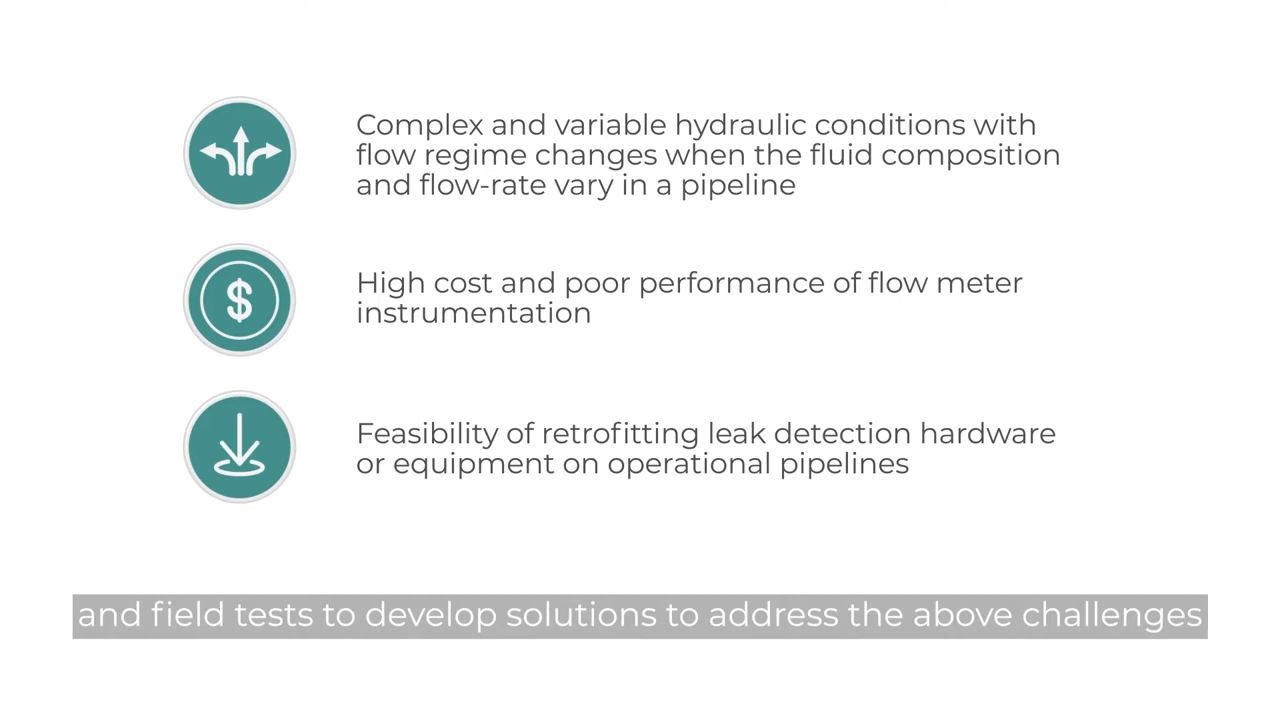 Complex and variable hydraulic conditions with
flow regime changes when the fluid composition
and flow-rate vary in a pipeline
$
High cost and poor performance of flow meter
instrumentation
Feasibility of retrofitting leak detection hardware
or equipment on operational pipelines
and field tests to develop solutions to address the above challenges